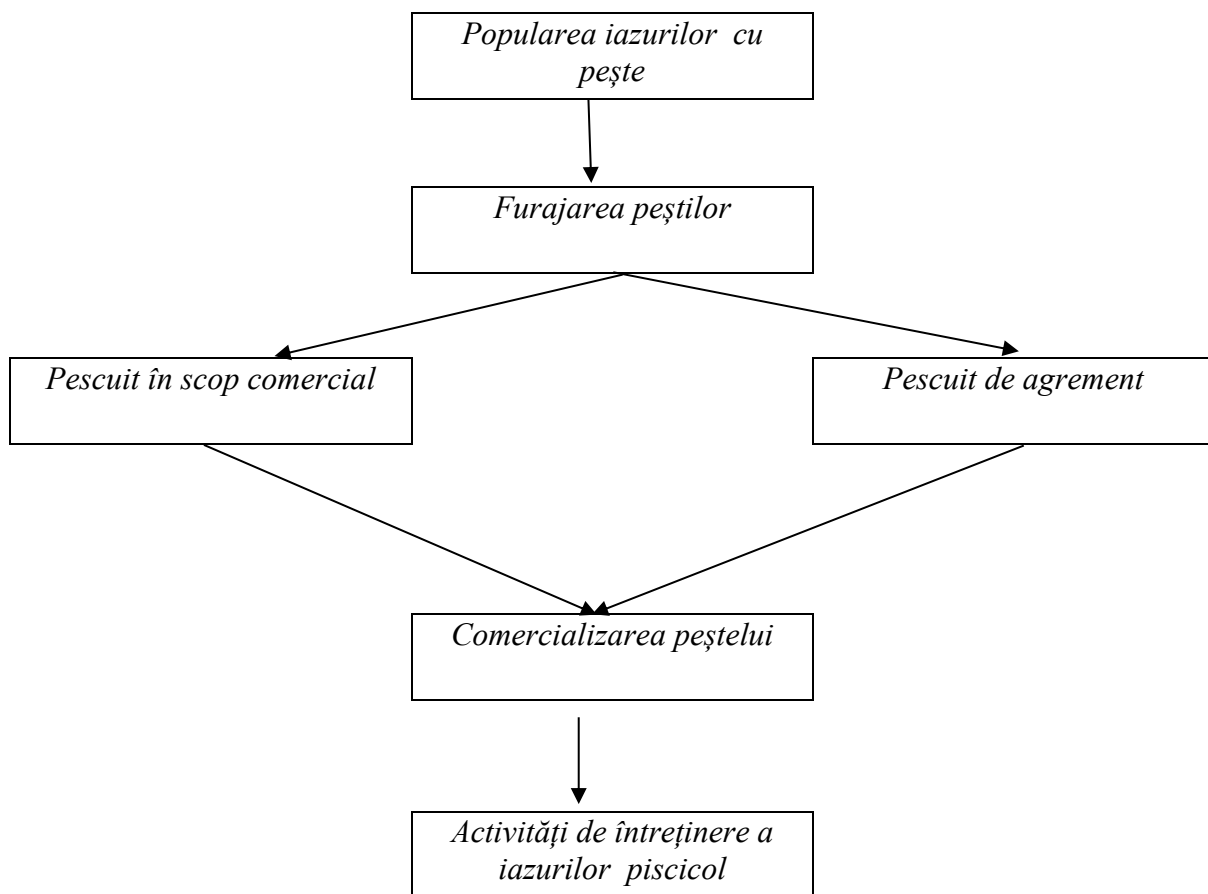 Popularea iazurilor cu
pește
Furajarea peștilor
Pescuit în scop comercial
Pescuit de agrement
Comercializarea peștelui
Activități de întreținere a
iazurilor piscicol